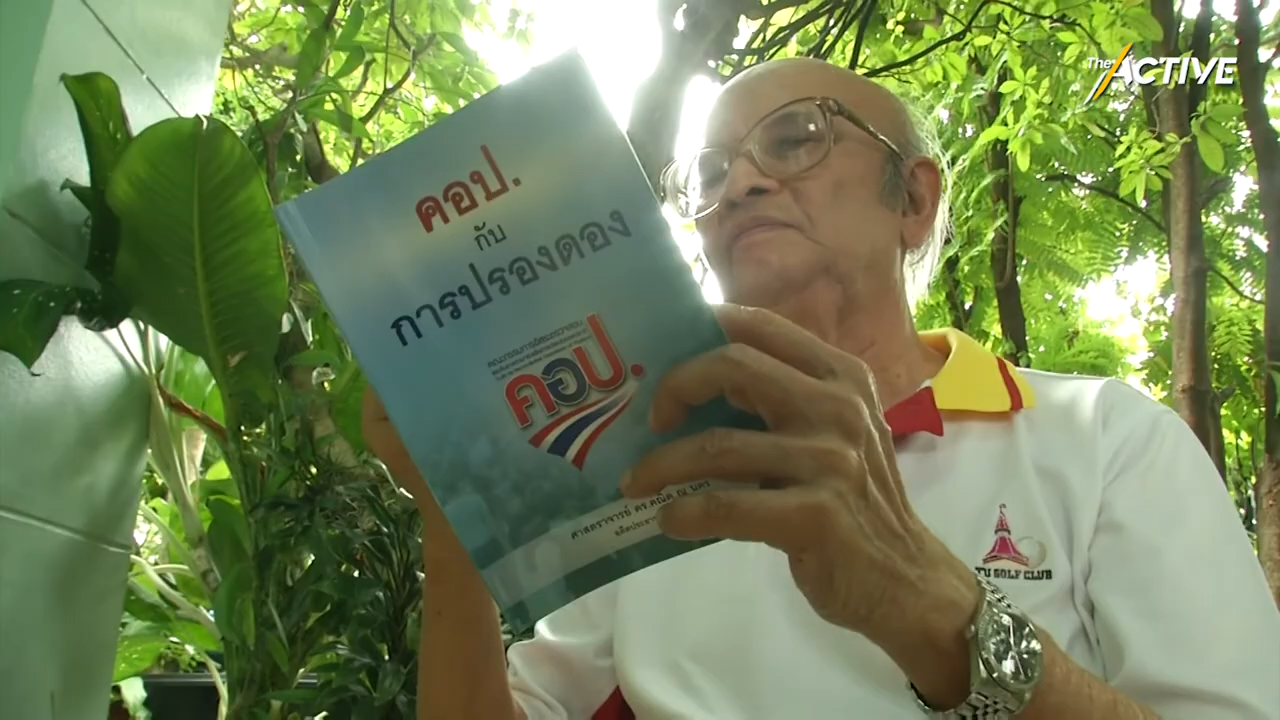 The ACTIVE
คอป.
กับ
การปรองดอง
คอป.
ศาสตราจารย์ ดร.คณิต ณ นคร
GOLF CLUB